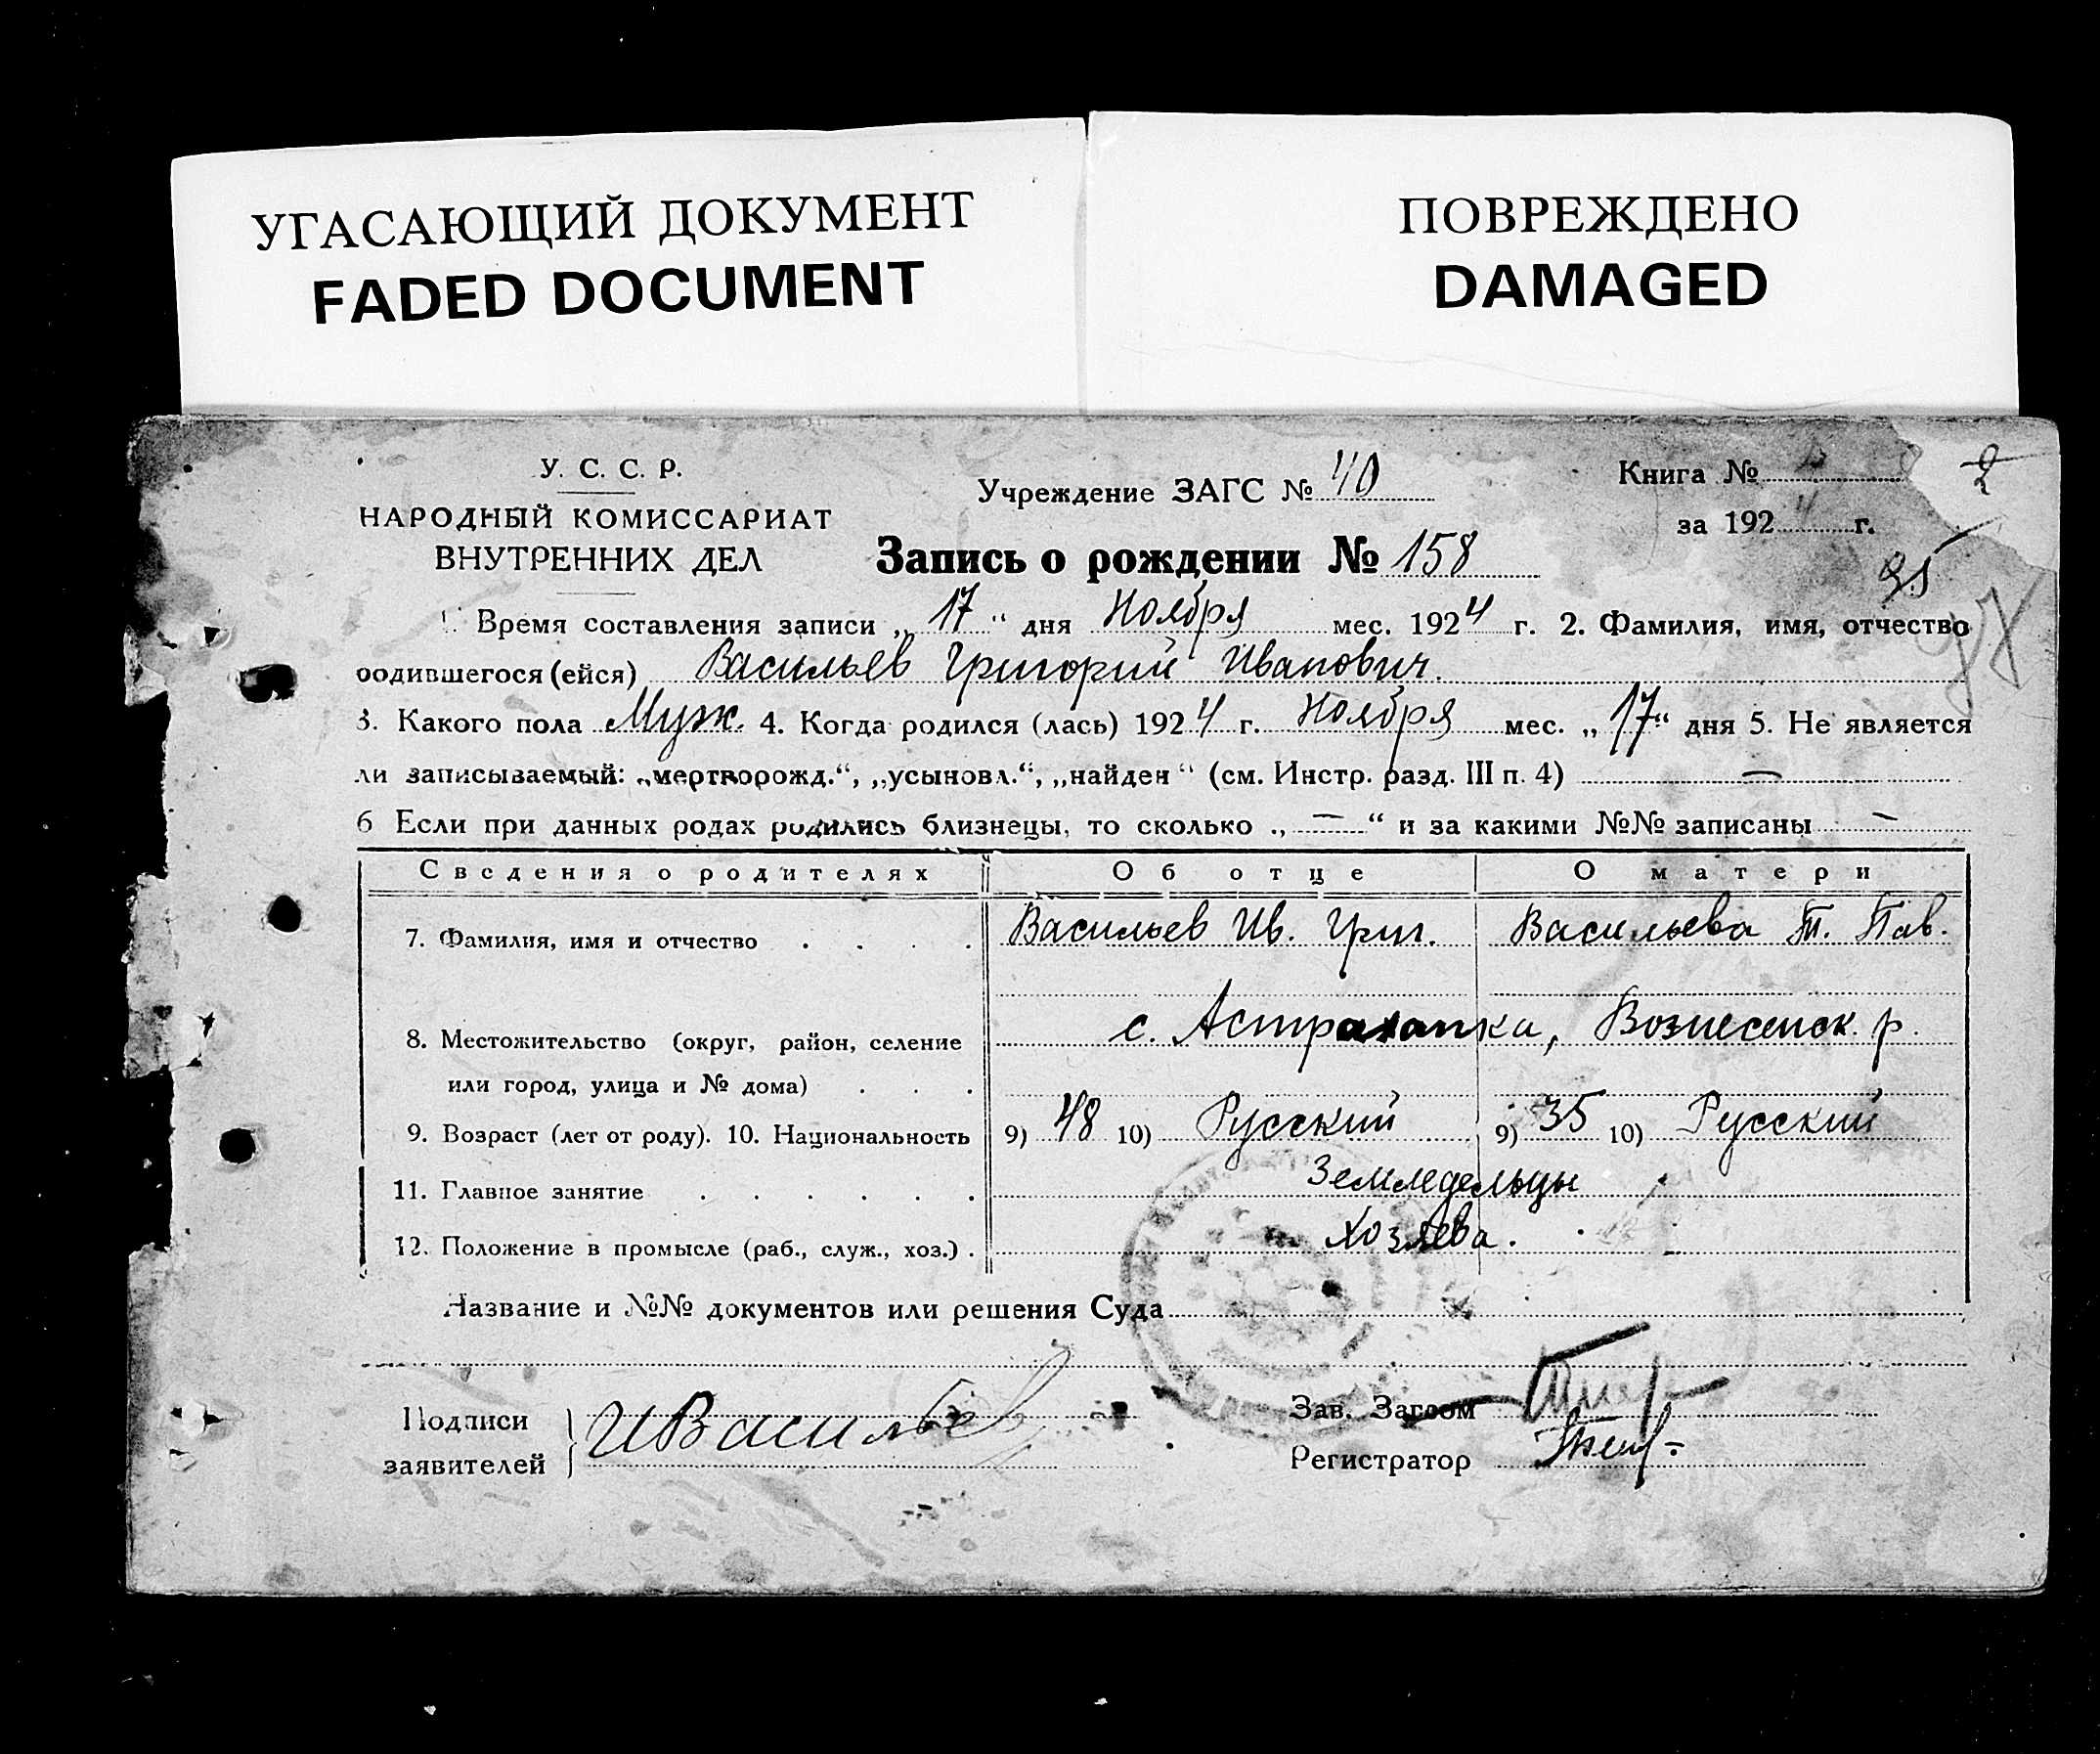 УГАСАЮЩИЙ ДОКУМЕНТ
FADED DOCUMENT
ПОВРЕЖДЕНО
DAMAGED
У. С. С. Р.
НАРОДНЫЙ КОМИССАРИАТ
ВНУТРЕННИХ ДЕЛ
Учреждение ЗАГС № 40
Книга №
2
за 1924 г.
Запись о рождении № 158
Время составления записи „17“ дня Ноября мес. 1924 г. 2. Фамилия, имя, отчество
родившегося (ейся) Васильев Григорий Иванович.
3. Какого пола Муж. 4. Когда родился (лась) 1924 г. Ноября мес. „17“ дня 5. Не является
ли записываемый: „мертворожд.“, „усыновл.“, „найден“ (см. Инстр. разд. III п. 4) —
6 Если при данных родах родились близнецы, то сколько „—“ и за какими №№ записаны —
Сведения о родителях Об отце О матери
7. Фамилия, имя и отчество . . . . Васильев Ив. Григ. Васильева Т. Пав.
8. Местожительство (округ, район, селение с. Астраханка, Вознесенск. р.
или город, улица и № дома) . . .
9. Возраст (лет от роду). 10. Национальность 9) 48 10) Русский 9) 35 10) Русский
11. Главное занятие . . . . . . Земледельцы
12. Положение в промысле (раб., служ., хоз.) . Хозяева.
Название и №№ документов или решения Суда
Подписи
заявителей
ИВасильев
Зав. Загсом
Регистратор